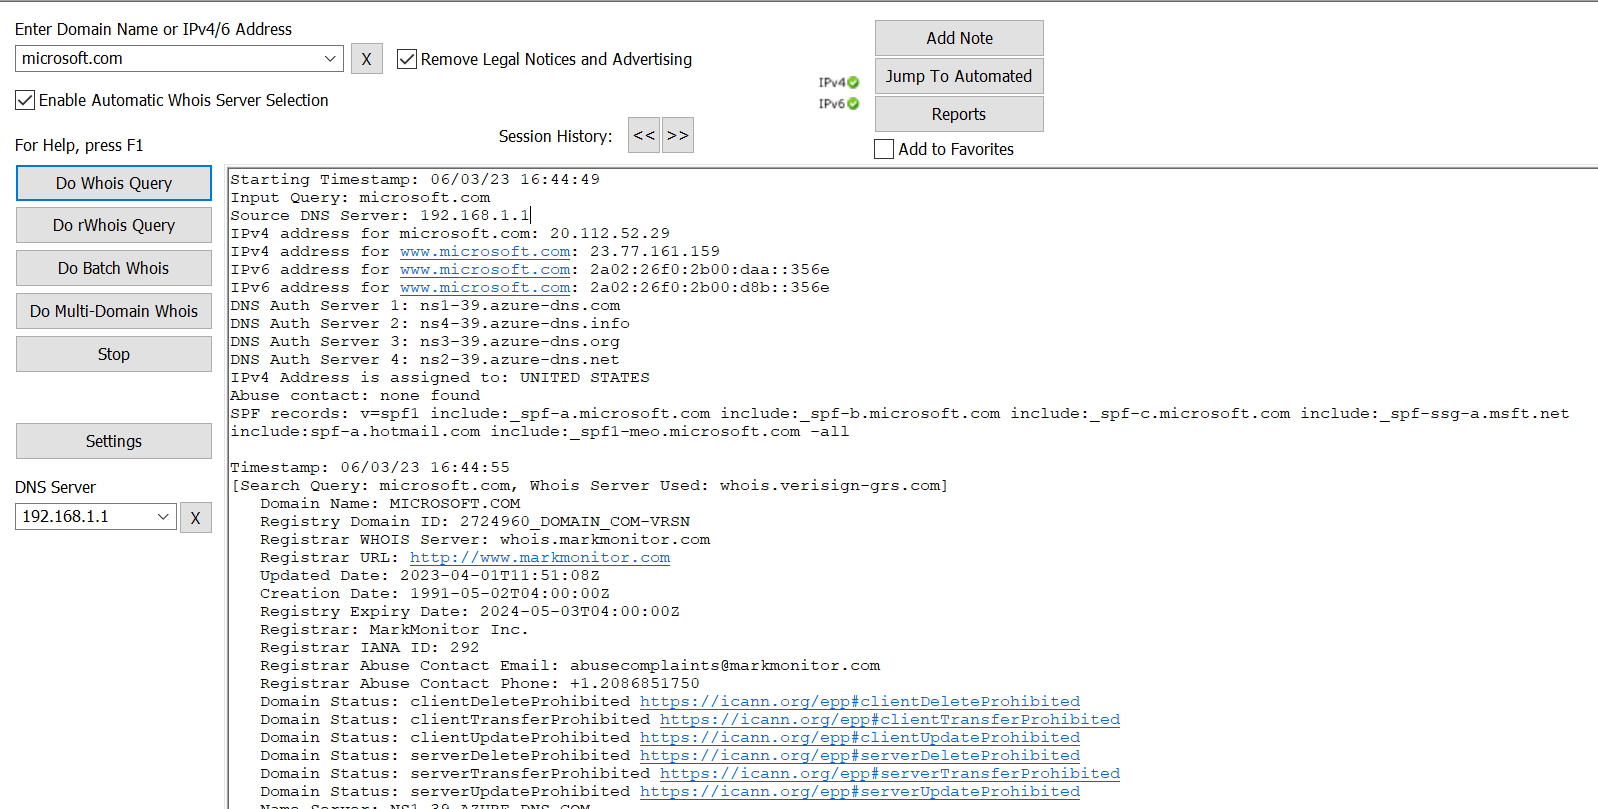 Enter Domain Name or IPv4/6 Address
microsoft.com
X
Remove Legal Notices and Advertising
Enable Automatic Whois Server Selection
IPv4
IPv6
Add Note
Jump To Automated
Reports
Add to Favorites
Session History:
<< >>
For Help, press F1
Do Whois Query
Do rWhois Query
Do Batch Whois
Do Multi-Domain Whois
Stop
Settings
DNS Server
192.168.1.1
X
Starting Timestamp: 06/03/23 16:44:49
Input Query: microsoft.com
Source DNS Server: 192.168.1.1
IPv4 address for microsoft.com: 20.112.52.29
IPv4 address for www.microsoft.com: 23.77.161.159
IPv6 address for www.microsoft.com: 2a02:26f0:2b00:daa::356e
IPv6 address for www.microsoft.com: 2a02:26f0:2b00:d8b::356e
DNS Auth Server 1: ns1-39.azure-dns.com
DNS Auth Server 2: ns4-39.azure-dns.info
DNS Auth Server 3: ns3-39.azure-dns.org
DNS Auth Server 4: ns2-39.azure-dns.net
IPv4 Address is assigned to: UNITED STATES
Abuse contact: none found
SPF records: v=spf1 include:_spf-a.microsoft.com include:_spf-b.microsoft.com include:_spf-c.microsoft.com include:_spf-ssg-a.msft.net
include:spf-a.hotmail.com include:_spf1-meo.microsoft.com -all
Timestamp: 06/03/23 16:44:55
[Search Query: microsoft.com, Whois Server Used: whois.verisign-grs.com]
Domain Name: MICROSOFT.COM
Registry Domain ID: 2724960_DOMAIN_COM-VRSN
Registrar WHOIS Server: whois.markmonitor.com
Registrar URL: http://www.markmonitor.com
Updated Date: 2023-04-01T11:51:08Z
Creation Date: 1991-05-02T04:00:00Z
Registry Expiry Date: 2024-05-03T04:00:00Z
Registrar: MarkMonitor Inc.
Registrar IANA ID: 292
Registrar Abuse Contact Email: abusecomplaints@markmonitor.com
Registrar Abuse Contact Phone: +1.2086851750
Domain Status: clientDeleteProhibited https://icann.org/epp#clientDeleteProhibited
Domain Status: clientTransferProhibited https://icann.org/epp#clientTransferProhibited
Domain Status: clientUpdateProhibited https://icann.org/epp#clientUpdateProhibited
Domain Status: serverDeleteProhibited https://icann.org/epp#serverDeleteProhibited
Domain Status: serverTransferProhibited https://icann.org/epp#serverTransferProhibited
Domain Status: serverUpdateProhibited https://icann.org/epp#serverUpdateProhibited
Name Server: NS1-39.AZURE-DNS.COM